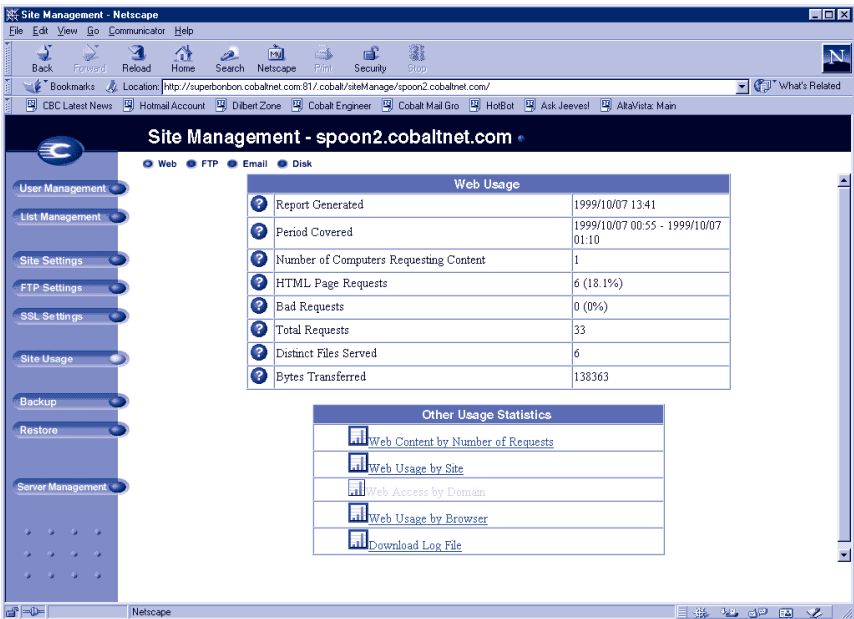 Site Management - Netscape
File Edit View Go Communicator Help
Back Forward Reload Home Search Netscape Print Security Stop
Bookmarks Location: http://superbonbon.cobaltnet.com:81/.cobalt/siteManage/spoon2.cobaltnet.com/ What's Related
CBC Latest News Hotmail Account Dilbert Zone Cobalt Engineer Cobalt Mail Gro HotBot Ask Jeeves! AltaVista: Main
Site Management - spoon2.cobaltnet.com
Web FTP Email Disk
User Management
List Management
Site Settings
FTP Settings
SSL Settings
Site Usage
Backup
Restore
Server Management
Web Usage
Report Generated 1999/10/07 13:41
Period Covered 1999/10/07 00:55 - 1999/10/07
01:10
Number of Computers Requesting Content 1
HTML Page Requests 6 (18.1%)
Bad Requests 0 (0%)
Total Requests 33
Distinct Files Served 6
Bytes Transferred 138363
Other Usage Statistics
Web Content by Number of Requests
Web Usage by Site
Web Access by Domain
Web Usage by Browser
Download Log File
Netscape